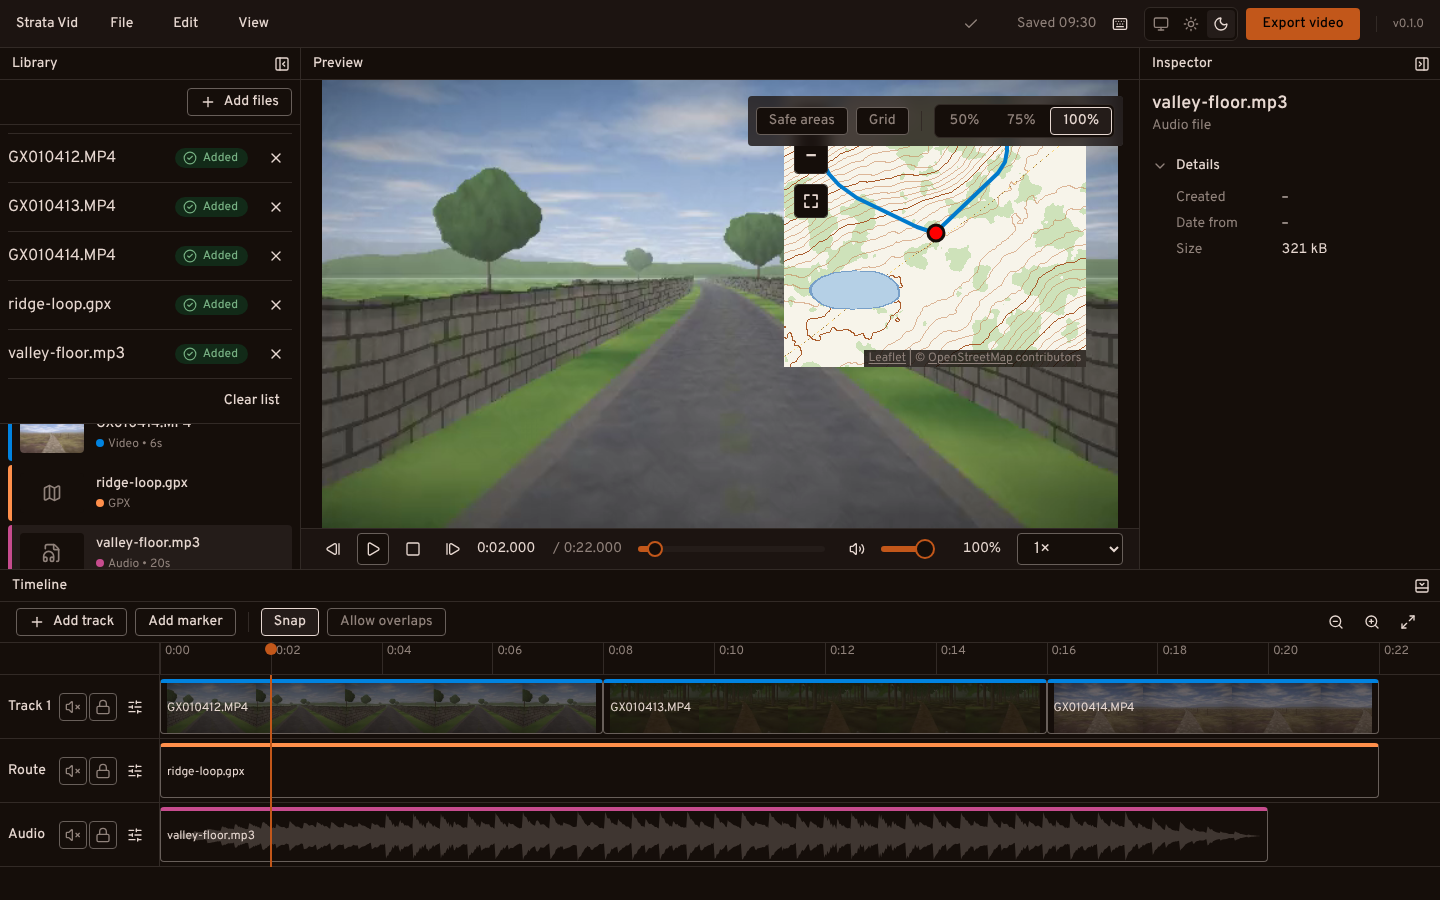 Strata Vid File Edit View Saved 09:30 Export video v0.1.0
Library Preview Inspector
Add files
GX010412.MP4 Added
GX010413.MP4 Added
GX010414.MP4 Added
ridge-loop.gpx Added
valley-floor.mp3 Added
Clear list
GX010414.MP4
Video • 6s
ridge-loop.gpx
GPX
valley-floor.mp3
Audio • 20s
Safe areas Grid 50% 75% 100%
Leaflet | © OpenStreetMap contributors
0:02.000 / 0:22.000 100% 1×
valley-floor.mp3
Audio file
Details
Created –
Date from –
Size 321 kB
Timeline
Add track Add marker Snap Allow overlaps
0:00 0:02 0:04 0:06 0:08 0:10 0:12 0:14 0:16 0:18 0:20 0:22
Track 1 GX010412.MP4 GX010413.MP4 GX010414.MP4
Route ridge-loop.gpx
Audio valley-floor.mp3